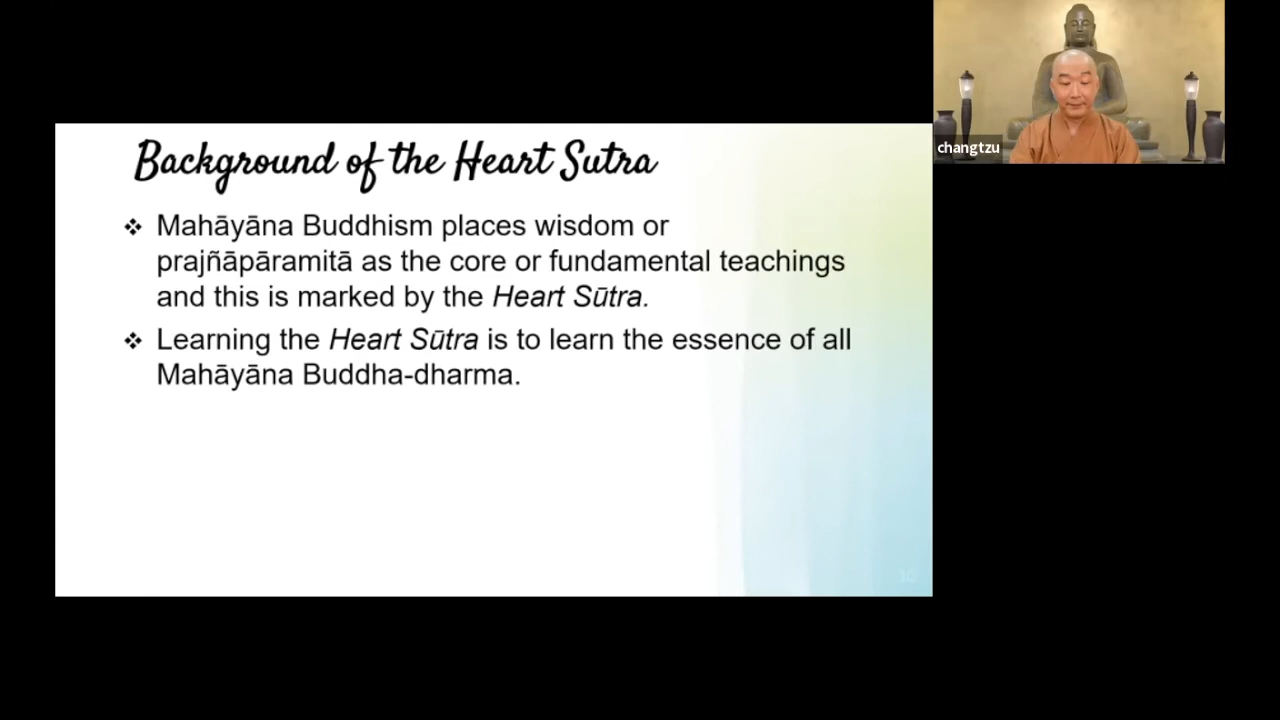 Background of the Heart Sutra
❖ Mahāyāna Buddhism places wisdom or
prajñāpāramitā as the core or fundamental teachings
and this is marked by the Heart Sūtra.
❖ Learning the Heart Sūtra is to learn the essence of all
Mahāyāna Buddha-dharma.
changtzu
10